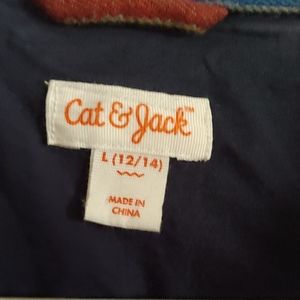 Cat & Jack™
L (12/14)
MADE IN
CHINA